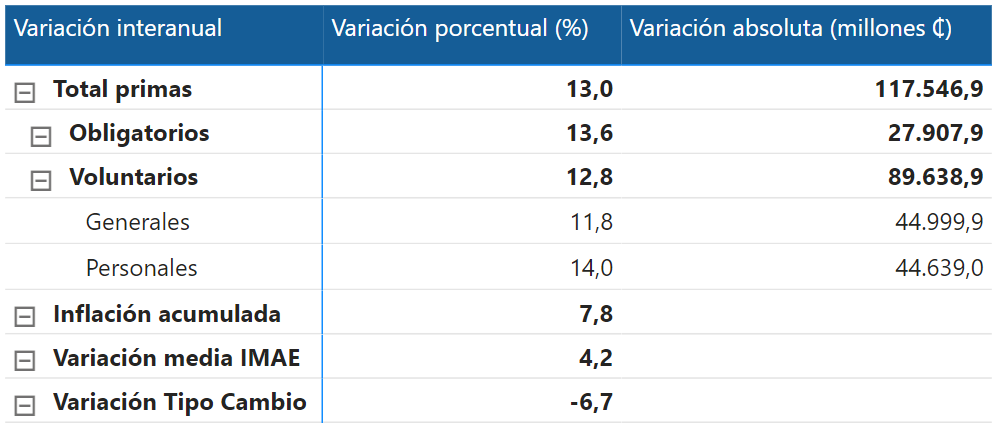 Variación interanual Variación porcentual (%) Variación absoluta (millones ₡)
Total primas 13,0 117.546,9
Obligatorios 13,6 27.907,9
Voluntarios 12,8 89.638,9
Generales 11,8 44.999,9
Personales 14,0 44.639,0
Inflación acumulada 7,8
Variación media IMAE 4,2
Variación Tipo Cambio -6,7